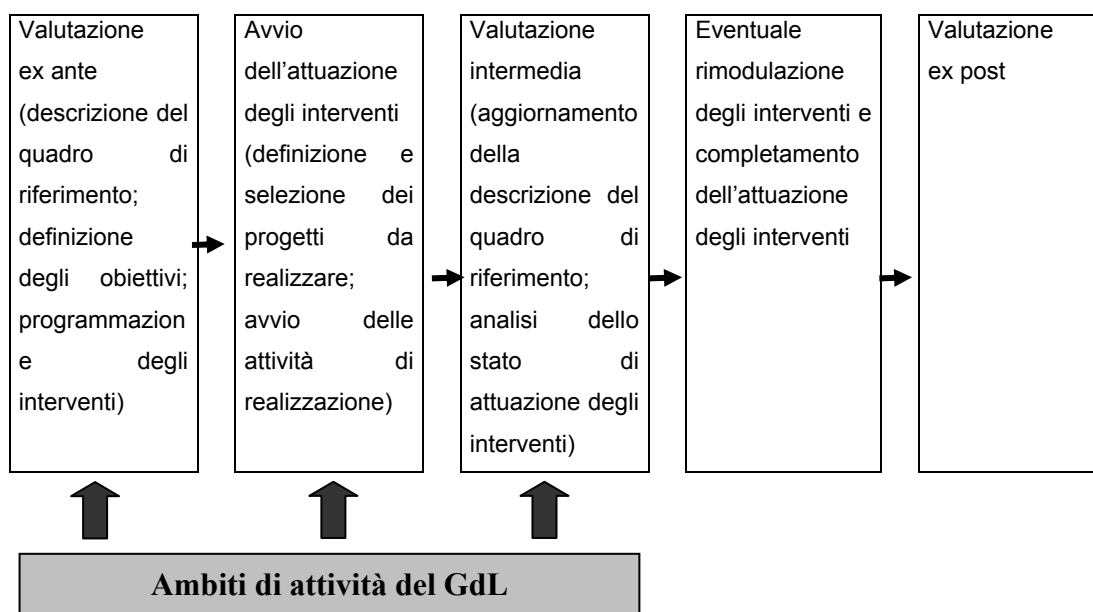 Valutazione
ex ante
(descrizione del
quadro di
riferimento;
definizione
degli obiettivi;
programmazion
e degli
interventi)
Avvio
dell’attuazione
degli interventi
(definizione e
selezione dei
progetti da
realizzare;
avvio delle
attività di
realizzazione)
Valutazione
intermedia
(aggiornamento
della
descrizione del
quadro di
riferimento;
analisi dello
stato di
attuazione degli
interventi)
Eventuale
rimodulazione
degli interventi e
completamento
dell’attuazione
degli interventi
Valutazione
ex post
Ambiti di attività del GdL